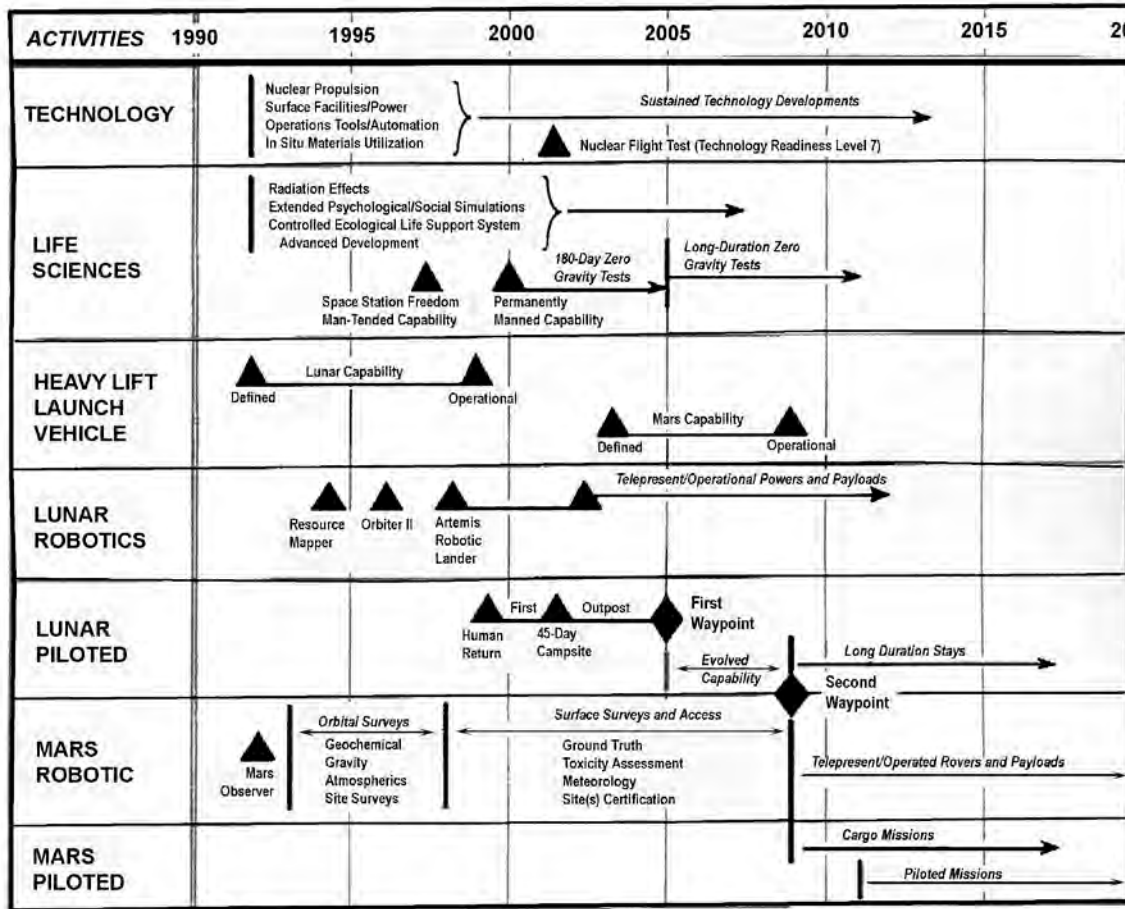 ACTIVITIES 1990 1995 2000 2005 2010 2015 20
TECHNOLOGY
Nuclear Propulsion
Surface Facilities/Power
Operations Tools/Automation
In Situ Materials Utilization
Sustained Technology Developments
Nuclear Flight Test (Technology Readiness Level 7)
LIFE
SCIENCES
Radiation Effects
Extended Psychological/Social Simulations
Controlled Ecological Life Support System
Advanced Development
180-Day Zero
Gravity Tests
Long-Duration Zero
Gravity Tests
Space Station Freedom
Man-Tended Capability
Permanently
Manned Capability
HEAVY LIFT
LAUNCH
VEHICLE
Lunar Capability
Defined
Operational
Mars Capability
Defined
Operational
LUNAR
ROBOTICS
Telepresent/Operational Powers and Payloads
Resource
Mapper
Orbiter II
Artemis
Robotic
Lander
LUNAR
PILOTED
First
Outpost
First
Waypoint
Human
Return
45-Day
Campsite
Evolved
Capability
Long Duration Stays
Second
Waypoint
MARS
ROBOTIC
Mars
Observer
Orbital Surveys
Geochemical
Gravity
Atmospherics
Site Surveys
Surface Surveys and Access
Ground Truth
Toxicity Assessment
Meteorology
Site(s) Certification
Telepresent/Operated Rovers and Payloads
MARS
PILOTED
Cargo Missions
Piloted Missions